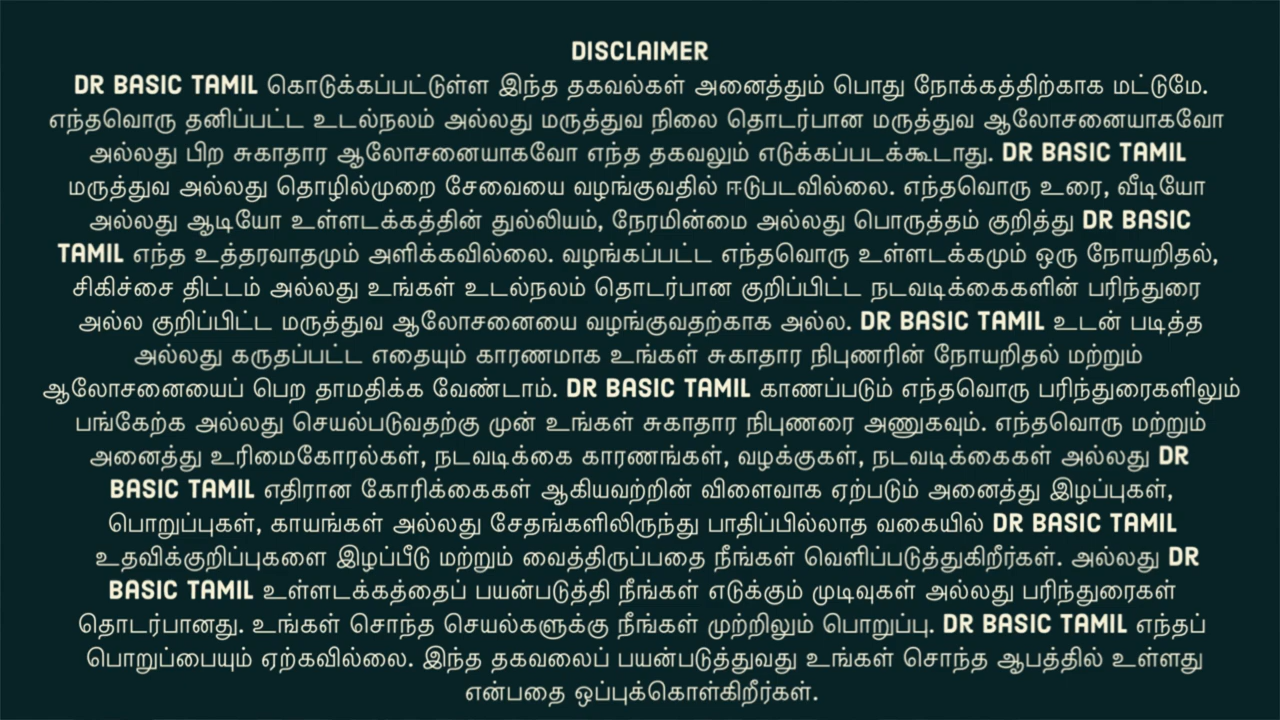 DISCLAIMER
DR BASIC TAMIL கொடுக்கப்பட்டுள்ள இந்த தகவல்கள் அனைத்தும் பொது நோக்கத்திற்காக மட்டுமே.
எந்தவொரு தனிப்பட்ட உடல்நலம் அல்லது மருத்துவ நிலை தொடர்பான மருத்துவ ஆலோசனையாகவோ
அல்லது பிற சுகாதார ஆலோசனையாகவோ எந்த தகவலும் எடுக்கப்படக்கூடாது. DR BASIC TAMIL
மருத்துவ அல்லது தொழில்முறை சேவையை வழங்குவதில் ஈடுபடவில்லை. எந்தவொரு உரை, வீடியோ
அல்லது ஆடியோ உள்ளடக்கத்தின் துல்லியம், நேரமின்மை அல்லது பொருத்தம் குறித்து DR BASIC
TAMIL எந்த உத்தரவாதமும் அளிக்கவில்லை. வழங்கப்பட்ட எந்தவொரு உள்ளடக்கமும் ஒரு நோயறிதல்,
சிகிச்சை திட்டம் அல்லது உங்கள் உடல்நலம் தொடர்பான குறிப்பிட்ட நடவடிக்கைகளின் பரிந்துரை
அல்ல குறிப்பிட்ட மருத்துவ ஆலோசனையை வழங்குவதற்காக அல்ல. DR BASIC TAMIL உடன் படித்த
அல்லது கருதப்பட்ட எதையும் காரணமாக உங்கள் சுகாதார நிபுணரின் நோயறிதல் மற்றும்
ஆலோசனையைப் பெற தாமதிக்க வேண்டாம். DR BASIC TAMIL காணப்படும் எந்தவொரு பரிந்துரைகளிலும்
பங்கேற்க அல்லது செயல்படுவதற்கு முன் உங்கள் சுகாதார நிபுணரை அணுகவும். எந்தவொரு மற்றும்
அனைத்து உரிமைகோரல்கள், நடவடிக்கை காரணங்கள், வழக்குகள், நடவடிக்கைகள் அல்லது DR
BASIC TAMIL எதிரான கோரிக்கைகள் ஆகியவற்றின் விளைவாக ஏற்படும் அனைத்து இழப்புகள்,
பொறுப்புகள், காயங்கள் அல்லது சேதங்களிலிருந்து பாதிப்பில்லாத வகையில் DR BASIC TAMIL
உதவிக்குறிப்புகளை இழப்பீடு மற்றும் வைத்திருப்பதை நீங்கள் வெளிப்படுத்துகிறீர்கள். அல்லது DR
BASIC TAMIL உள்ளடக்கத்தைப் பயன்படுத்தி நீங்கள் எடுக்கும் முடிவுகள் அல்லது பரிந்துரைகள்
தொடர்பானது. உங்கள் சொந்த செயல்களுக்கு நீங்கள் முற்றிலும் பொறுப்பு. DR BASIC TAMIL எந்தப்
பொறுப்பையும் ஏற்கவில்லை. இந்த தகவலைப் பயன்படுத்துவது உங்கள் சொந்த ஆபத்தில் உள்ளது
என்பதை ஒப்புக்கொள்கிறீர்கள்.